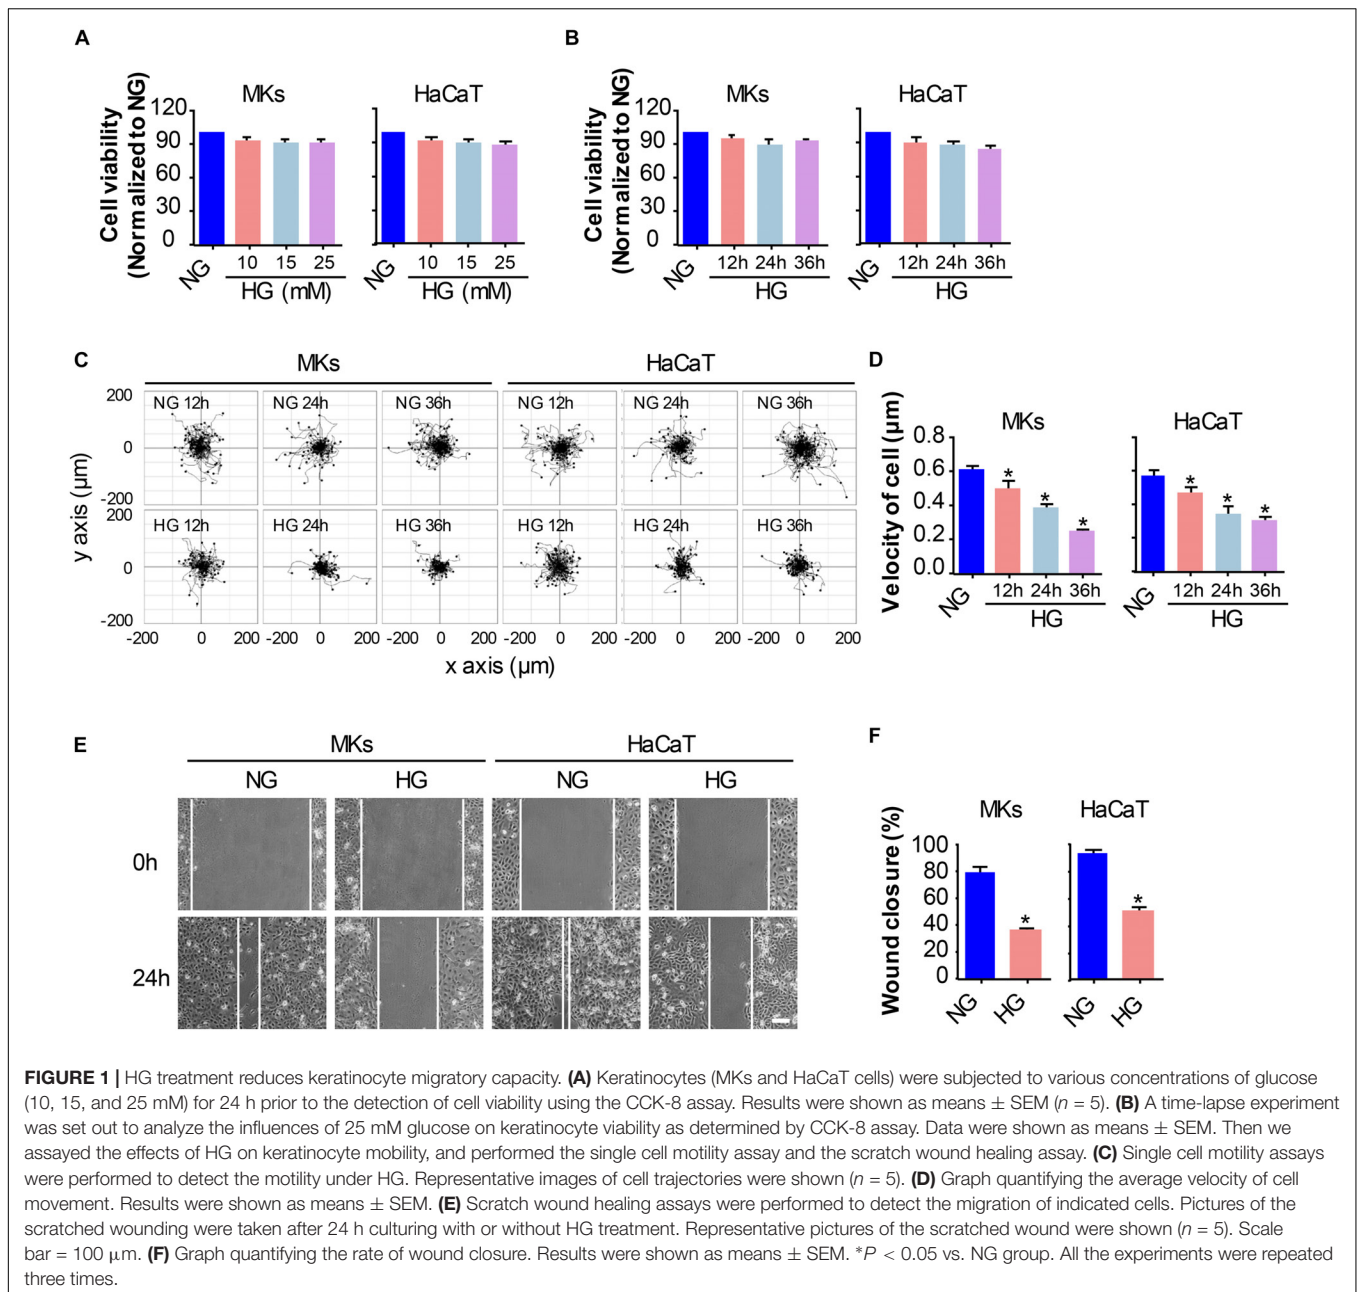 A
B
MKs
HaCaT
MKs
HaCaT
Cell viability
(Normalized to NG)
120
90
60
30
0
NG
10
15
25
HG (mM)
NG
10
15
25
HG (mM)
Cell viability
(Normalized to NG)
120
90
60
30
0
NG
12h
24h
36h
HG
NG
12h
24h
36h
HG
C
MKs
HaCaT
y axis (µm)
200
0
-200
NG 12h
NG 24h
NG 36h
NG 12h
NG 24h
NG 36h
200
0
-200
HG 12h
HG 24h
HG 36h
HG 12h
HG 24h
HG 36h
-200 0 200 0 200 0 200 -200 0 200 -200 0 200 -200 0 200
x axis (µm)
D
MKs
HaCaT
Velocity of cell (µm)
0.8
0.6
0.4
0.2
0.0
* * *
NG
12h
24h
36h
HG
* * *
NG
12h
24h
36h
HG
E
MKs
HaCaT
NG
HG
NG
HG
0h
24h
F
MKs
HaCaT
Wound closure (%)
100
80
60
40
20
0
*
NG
HG
*
NG
HG
FIGURE 1 | HG treatment reduces keratinocyte migratory capacity. (A) Keratinocytes (MKs and HaCaT cells) were subjected to various concentrations of glucose
(10, 15, and 25 mM) for 24 h prior to the detection of cell viability using the CCK-8 assay. Results were shown as means ± SEM (n = 5). (B) A time-lapse experiment
was set out to analyze the influences of 25 mM glucose on keratinocyte viability as determined by CCK-8 assay. Data were shown as means ± SEM. Then we
assayed the effects of HG on keratinocyte mobility, and performed the single cell motility assay and the scratch wound healing assay. (C) Single cell motility assays
were performed to detect the motility under HG. Representative images of cell trajectories were shown (n = 5). (D) Graph quantifying the average velocity of cell
movement. Results were shown as means ± SEM. (E) Scratch wound healing assays were performed to detect the migration of indicated cells. Pictures of the
scratched wounding were taken after 24 h culturing with or without HG treatment. Representative pictures of the scratched wound were shown (n = 5). Scale
bar = 100 µm. (F) Graph quantifying the rate of wound closure. Results were shown as means ± SEM. *P < 0.05 vs. NG group. All the experiments were repeated
three times.